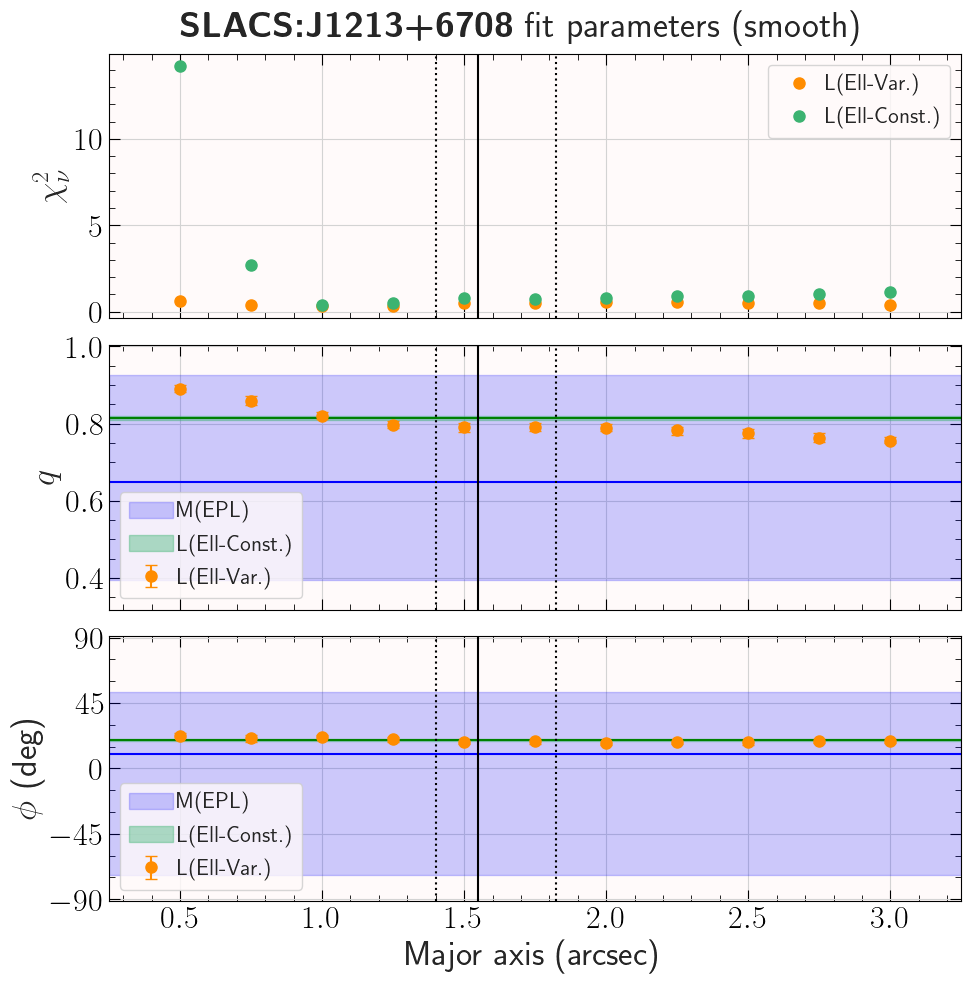 SLACS:J1213+6708 fit parameters (smooth)
L(Ell-Var.)
L(Ell-Const.)
10
5
0
χ²ᵥ
1.0
0.8
0.6
0.4
q
M(EPL)
L(Ell-Const.)
L(Ell-Var.)
90
45
0
−45
−90
ϕ (deg)
M(EPL)
L(Ell-Const.)
L(Ell-Var.)
0.5 1.0 1.5 2.0 2.5 3.0
Major axis (arcsec)